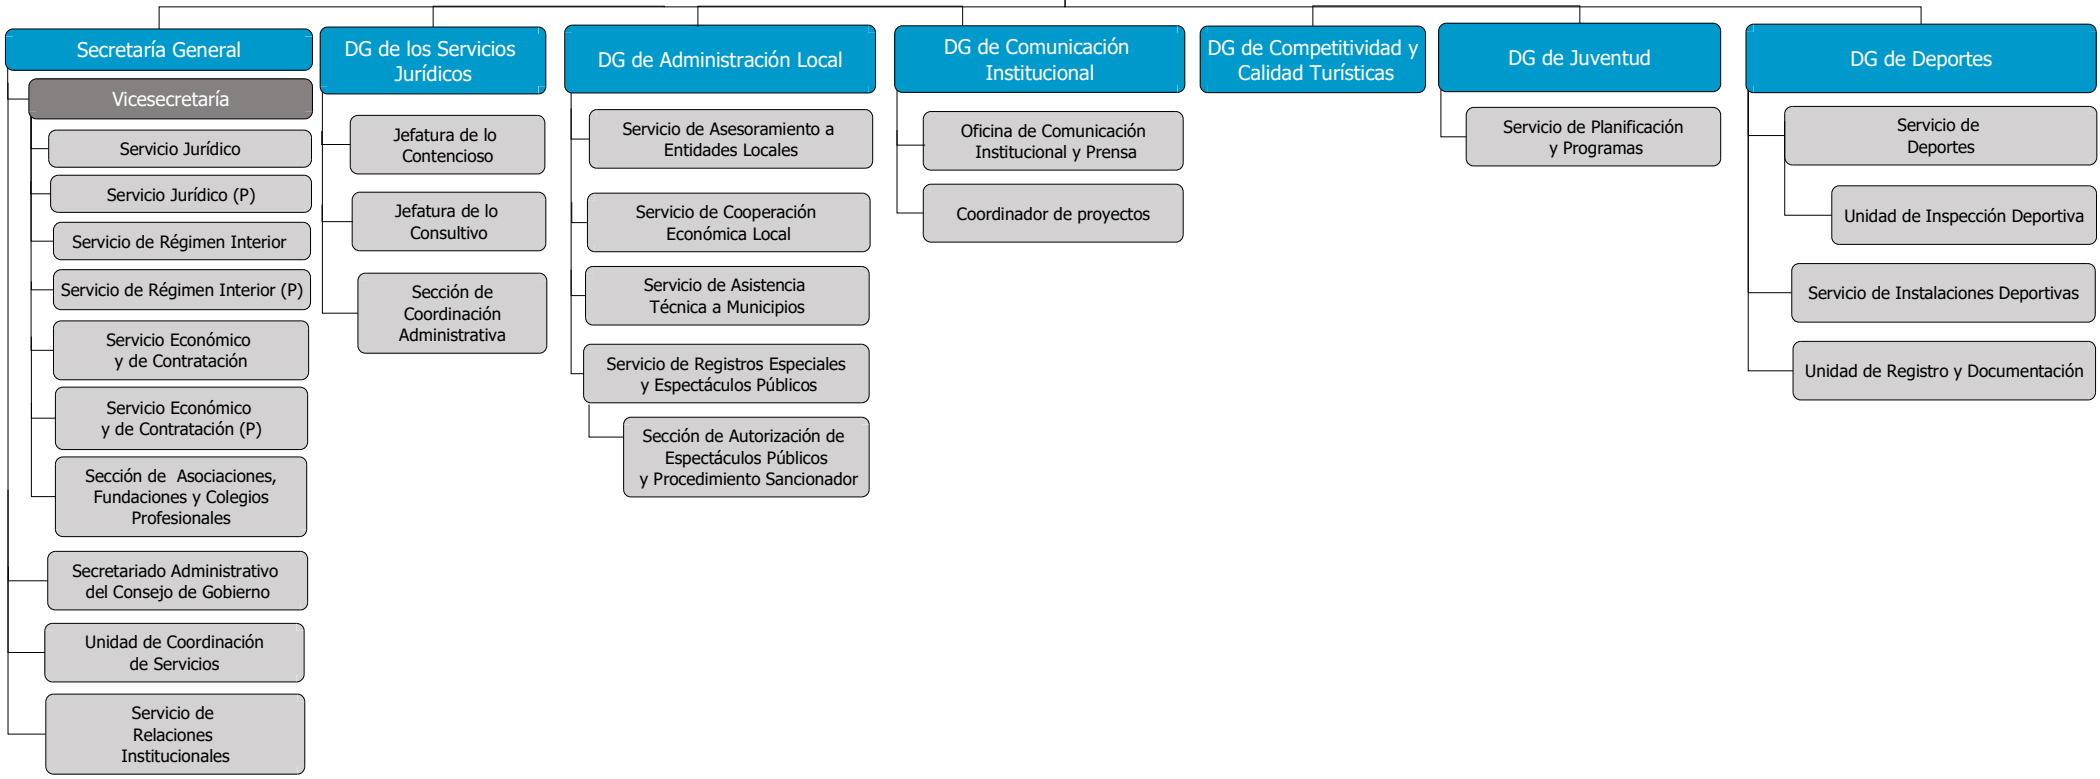 Secretaría General
Vicesecretaría
Servicio Jurídico
Servicio Jurídico (P)
Servicio de Régimen Interior
Servicio de Régimen Interior (P)
Servicio Económico
y de Contratación
Servicio Económico
y de Contratación (P)
Sección de Asociaciones,
Fundaciones y Colegios
Profesionales
Secretariado Administrativo
del Consejo de Gobierno
Unidad de Coordinación
de Servicios
Servicio de
Relaciones
Institucionales
DG de los Servicios
Jurídicos
Jefatura de lo
Contencioso
Jefatura de lo
Consultivo
Sección de
Coordinación
Administrativa
DG de Administración Local
Servicio de Asesoramiento a
Entidades Locales
Servicio de Cooperación
Económica Local
Servicio de Asistencia
Técnica a Municipios
Servicio de Registros Especiales
y Espectáculos Públicos
Sección de Autorización de
Espectáculos Públicos
y Procedimiento Sancionador
DG de Comunicación
Institucional
Oficina de Comunicación
Institucional y Prensa
Coordinador de proyectos
DG de Competitividad y
Calidad Turísticas
DG de Juventud
Servicio de Planificación
y Programas
DG de Deportes
Servicio de
Deportes
Unidad de Inspección Deportiva
Servicio de Instalaciones Deportivas
Unidad de Registro y Documentación